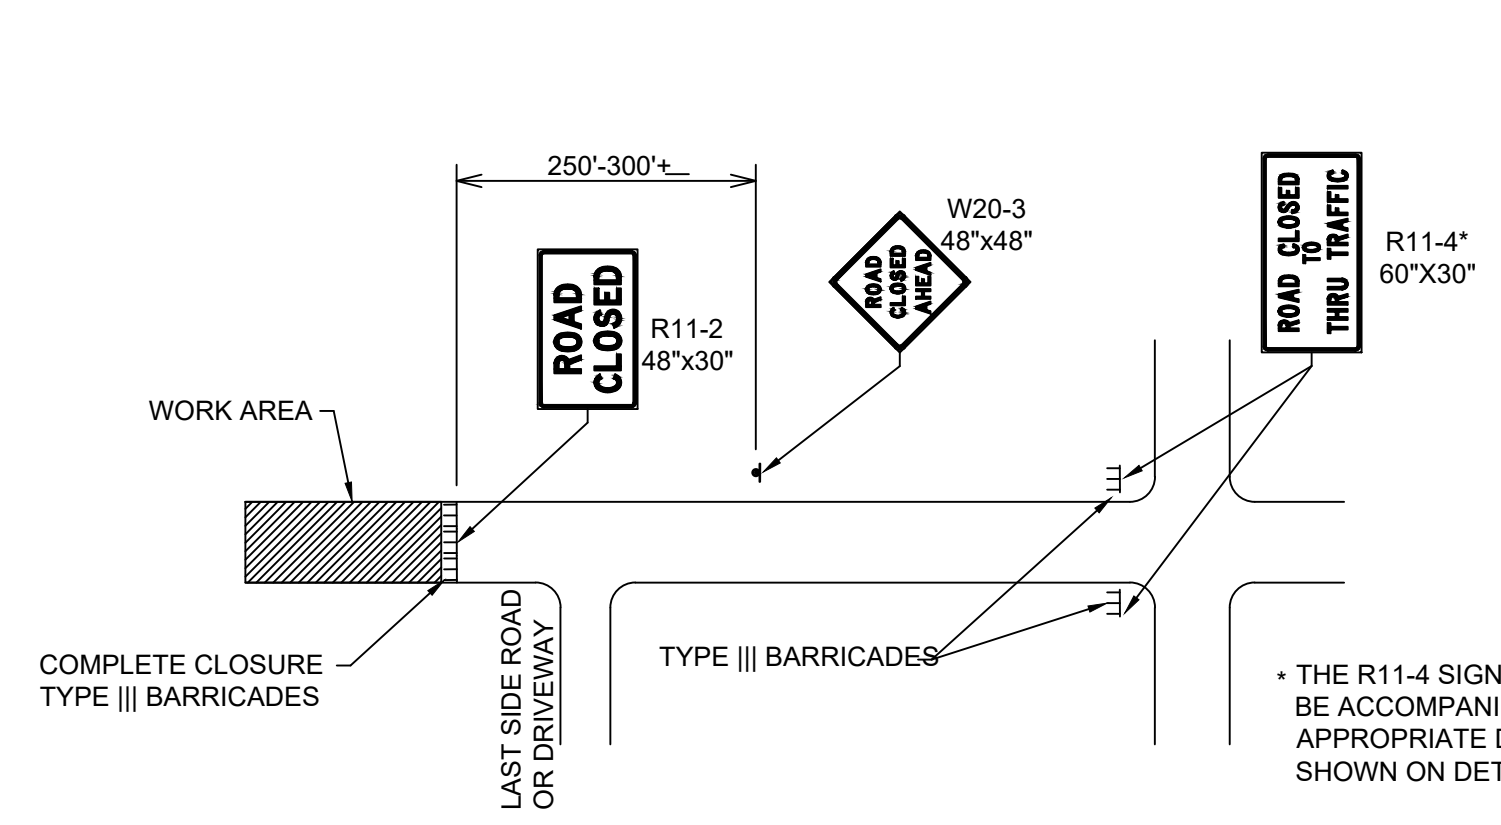 250'-300'+
W20-3
48"x48"
ROAD
CLOSED
AHEAD
ROAD CLOSED
TO
THRU TRAFFIC
R11-4*
60"X30"
ROAD
CLOSED
R11-2
48"x30"
WORK AREA
COMPLETE CLOSURE
TYPE ||| BARRICADES
LAST SIDE ROAD
OR DRIVEWAY
TYPE ||| BARRICADES
* THE R11-4 SIGN
BE ACCOMPANI
APPROPRIATE D
SHOWN ON DET